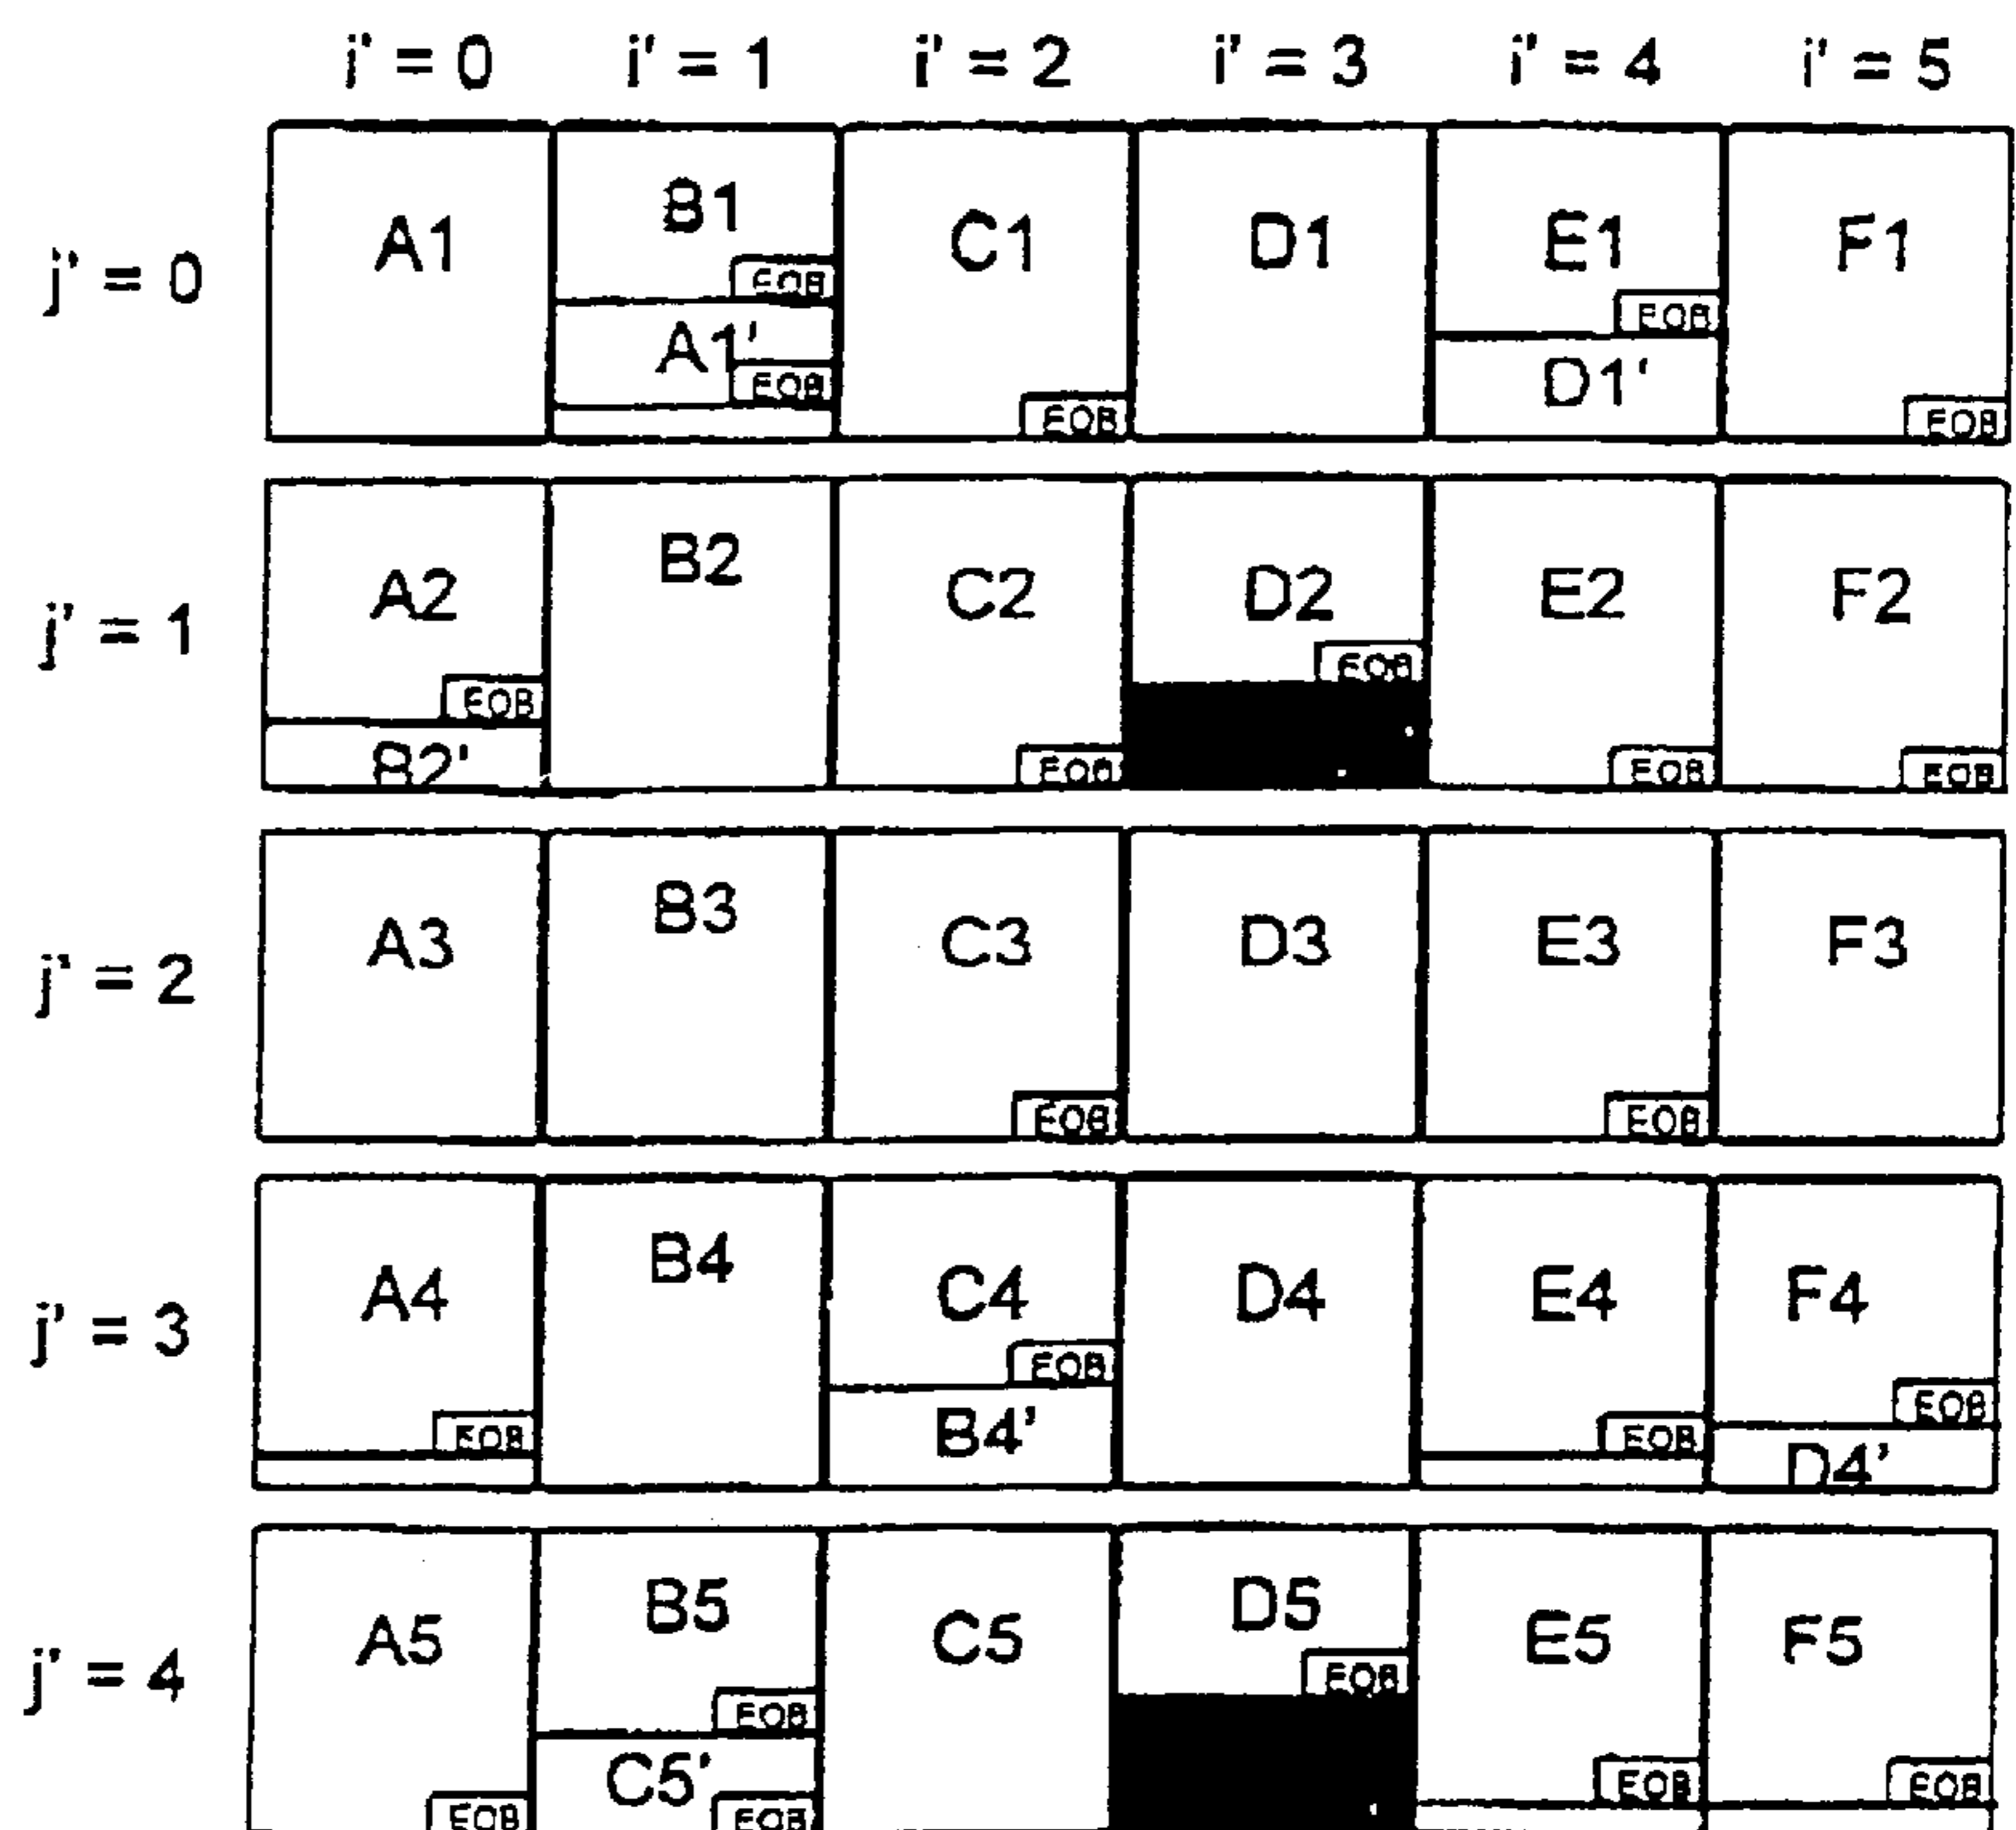 i' = 0 i' = 1 i' = 2 i' = 3 i' = 4 i' = 5
j' = 0
A1 B1 C1 D1 E1 F1
EOB
EOB
A1' D1'
EOB
EOB EOB
j' = 1
A2 B2 C2 D2 E2 F2
EOB
EOB
B2' EOB EOB EOB
j' = 2
A3 B3 C3 D3 E3 F3
EOB EOB
j' = 3
A4 B4 C4 D4 E4 F4
EOB EOB
EOB EOB
B4' D4'
j' = 4
A5 B5 C5 D5 E5 F5
EOB EOB
C5' EOB EOB
EOB EOB